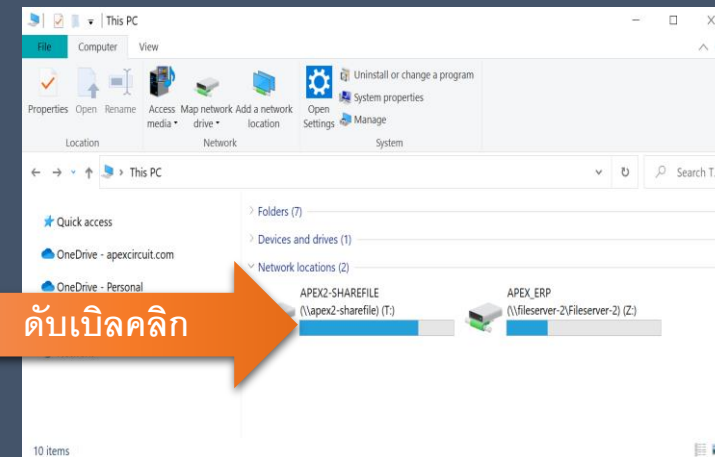 This PC
File Computer View
Properties Open Rename Access media Map network drive Add a network location Open Settings Uninstall or change a program
System properties
Manage
Location Network System
This PC Search T...
Quick access
OneDrive - apexcircuit.com
OneDrive - Personal
Folders (7)
Devices and drives (1)
Network locations (2)
APEX2-SHAREFILE
(\\apex2-sharefile) (T:)
APEX_ERP
(\\fileserver-2\Fileserver-2) (Z:)
ดับเบิลคลิก
10 items